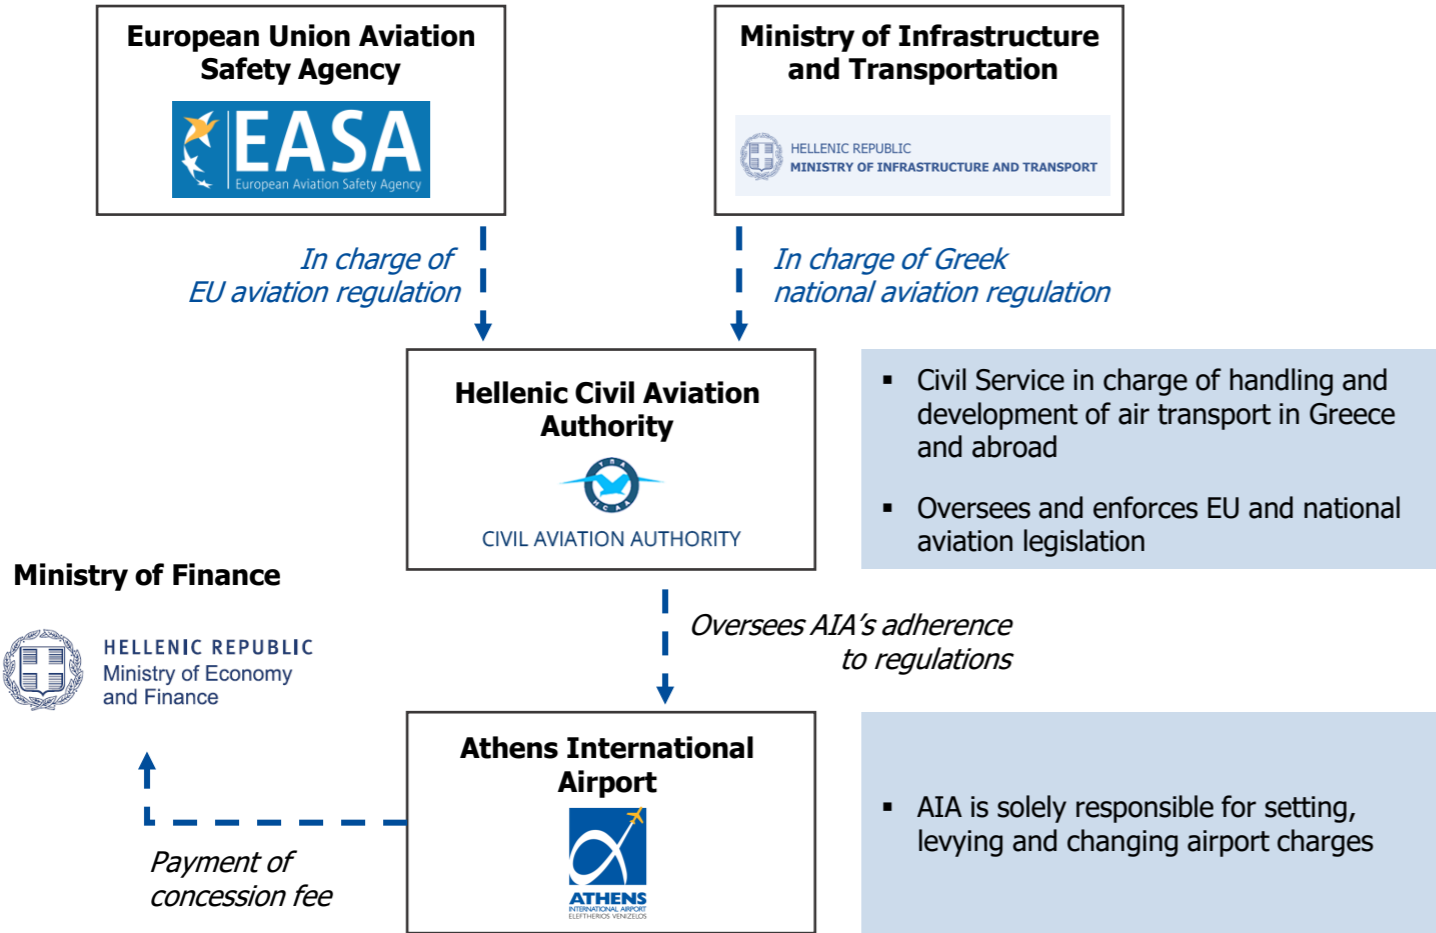 European Union Aviation
Safety Agency
EASA
European Aviation Safety Agency
Ministry of Infrastructure
and Transportation
HELLENIC REPUBLIC
MINISTRY OF INFRASTRUCTURE AND TRANSPORT
In charge of
EU aviation regulation
In charge of Greek
national aviation regulation
Hellenic Civil Aviation
Authority
ΥΠΑ
HCAA
CIVIL AVIATION AUTHORITY
▪ Civil Service in charge of handling and
development of air transport in Greece
and abroad
▪ Oversees and enforces EU and national
aviation legislation
Ministry of Finance
HELLENIC REPUBLIC
Ministry of Economy
and Finance
Oversees AIA’s adherence
to regulations
Athens International
Airport
ATHENS
INTERNATIONAL AIRPORT
ELEFTHERIOS VENIZELOS
▪ AIA is solely responsible for setting,
levying and changing airport charges
Payment of
concession fee